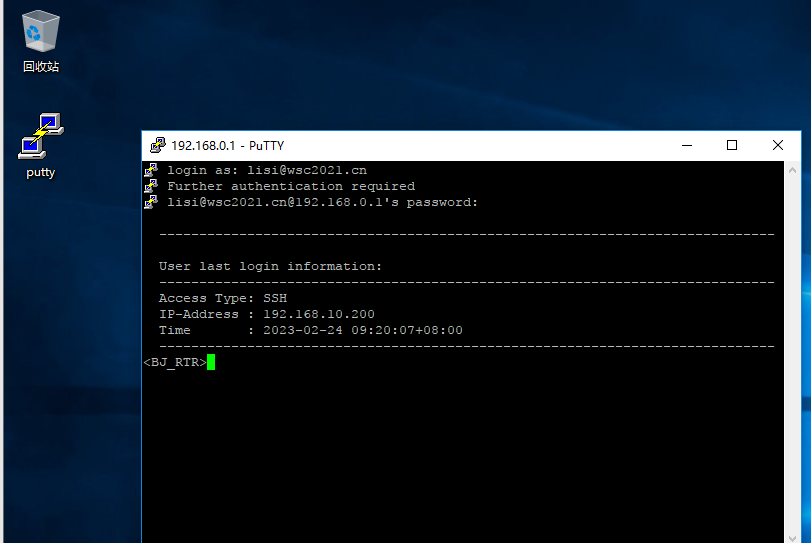 回收站
putty
192.168.0.1 - PuTTY
login as: lisi@wsc2021.cn
Further authentication required
lisi@wsc2021.cn@192.168.0.1's password:
-----------------------------------------------------------------------------
User last login information:
-----------------------------------------------------------------------------
Access Type: SSH
IP-Address : 192.168.10.200
Time       : 2023-02-24 09:20:07+08:00
-----------------------------------------------------------------------------
<BJ_RTR>